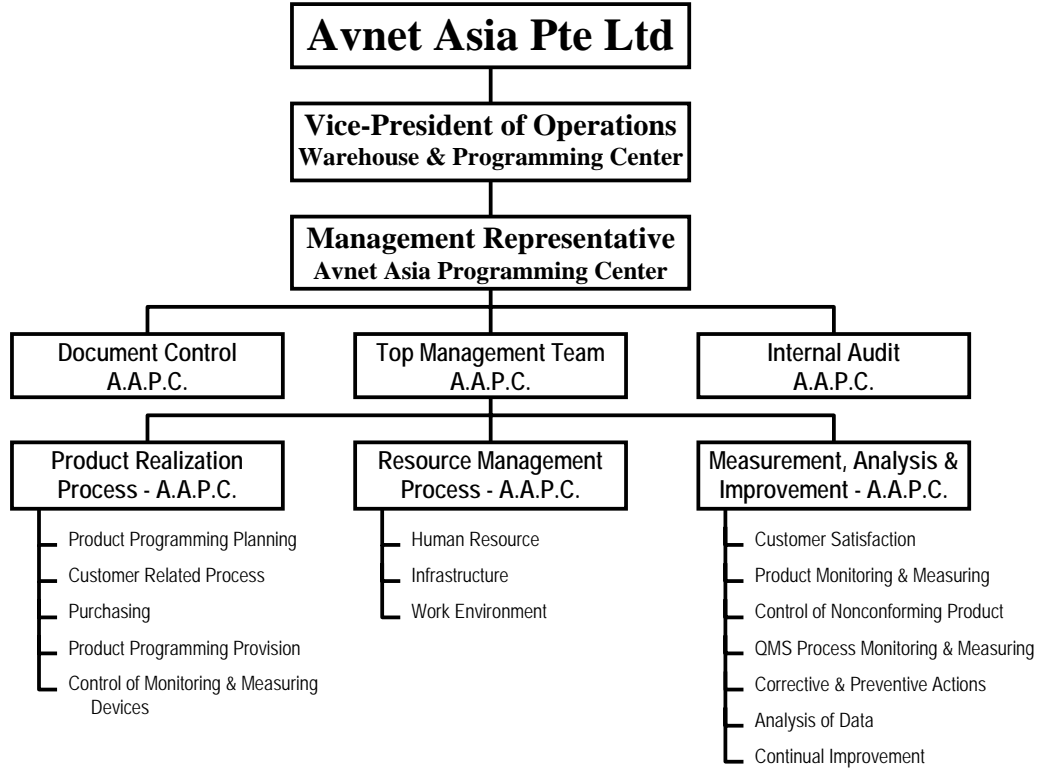 Avnet Asia Pte Ltd
Vice-President of Operations
Warehouse & Programming Center
Management Representative
Avnet Asia Programming Center
Document Control
A.A.P.C.
Top Management Team
A.A.P.C.
Internal Audit
A.A.P.C.
Product Realization
Process - A.A.P.C.
Product Programming Planning
Customer Related Process
Purchasing
Product Programming Provision
Control of Monitoring & Measuring
Devices
Resource Management
Process - A.A.P.C.
Human Resource
Infrastructure
Work Environment
Measurement, Analysis &
Improvement - A.A.P.C.
Customer Satisfaction
Product Monitoring & Measuring
Control of Nonconforming Product
QMS Process Monitoring & Measuring
Corrective & Preventive Actions
Analysis of Data
Continual Improvement